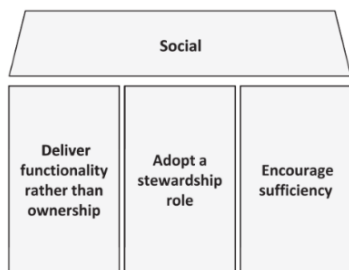 Social
Deliver
functionality
rather than
ownership
Adopt a
stewardship
role
Encourage
sufficiency